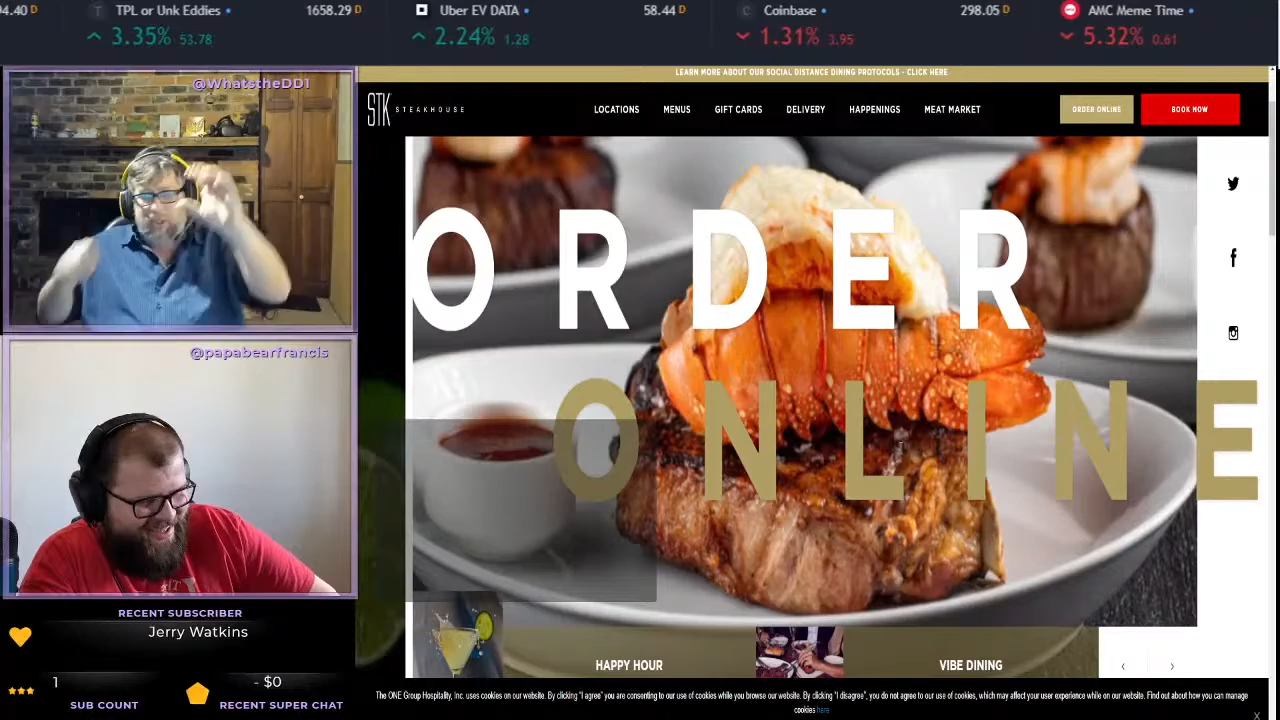 94.40 D
TPL or Unk Eddies
1658.29 D
3.35% 53.78
Uber EV DATA
58.44 D
2.24% 1.28
Coinbase
298.05 D
1.31% 3.95
AMC Meme Time
5.32% 0.61
@WhatstheDD1
@papabearfrancis
RECENT SUBSCRIBER
Jerry Watkins
1
SUB COUNT
- $0
RECENT SUPER CHAT
LEARN MORE ABOUT OUR SOCIAL DISTANCE DINING PROTOCOLS - CLICK HERE
STK STEAKHOUSE
LOCATIONS MENUS GIFT CARDS DELIVERY HAPPENINGS MEAT MARKET
ORDER ONLINE
BOOK NOW
ORDER
ONLINE
HAPPY HOUR
VIBE DINING
The ONE Group Hospitality, Inc. uses cookies on our website. By clicking "I agree" you are consenting to our use of cookies while you browse our website. By clicking "I disagree", you do not agree to our use of cookies, which may affect your user experience while on our website. Find out about how you can manage
cookies here
X